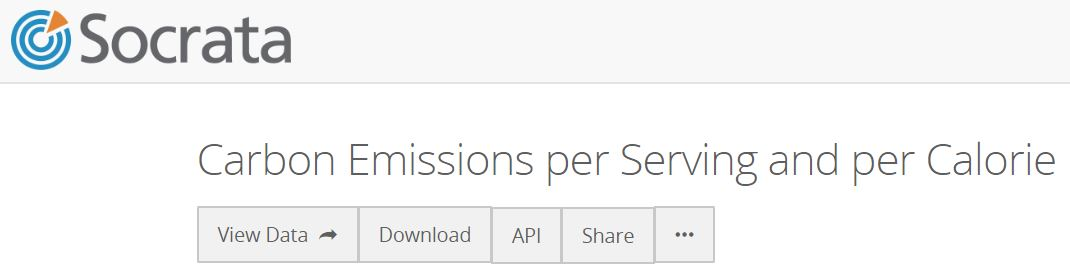 Socrata
Carbon Emissions per Serving and per Calorie
View Data Download API Share ...